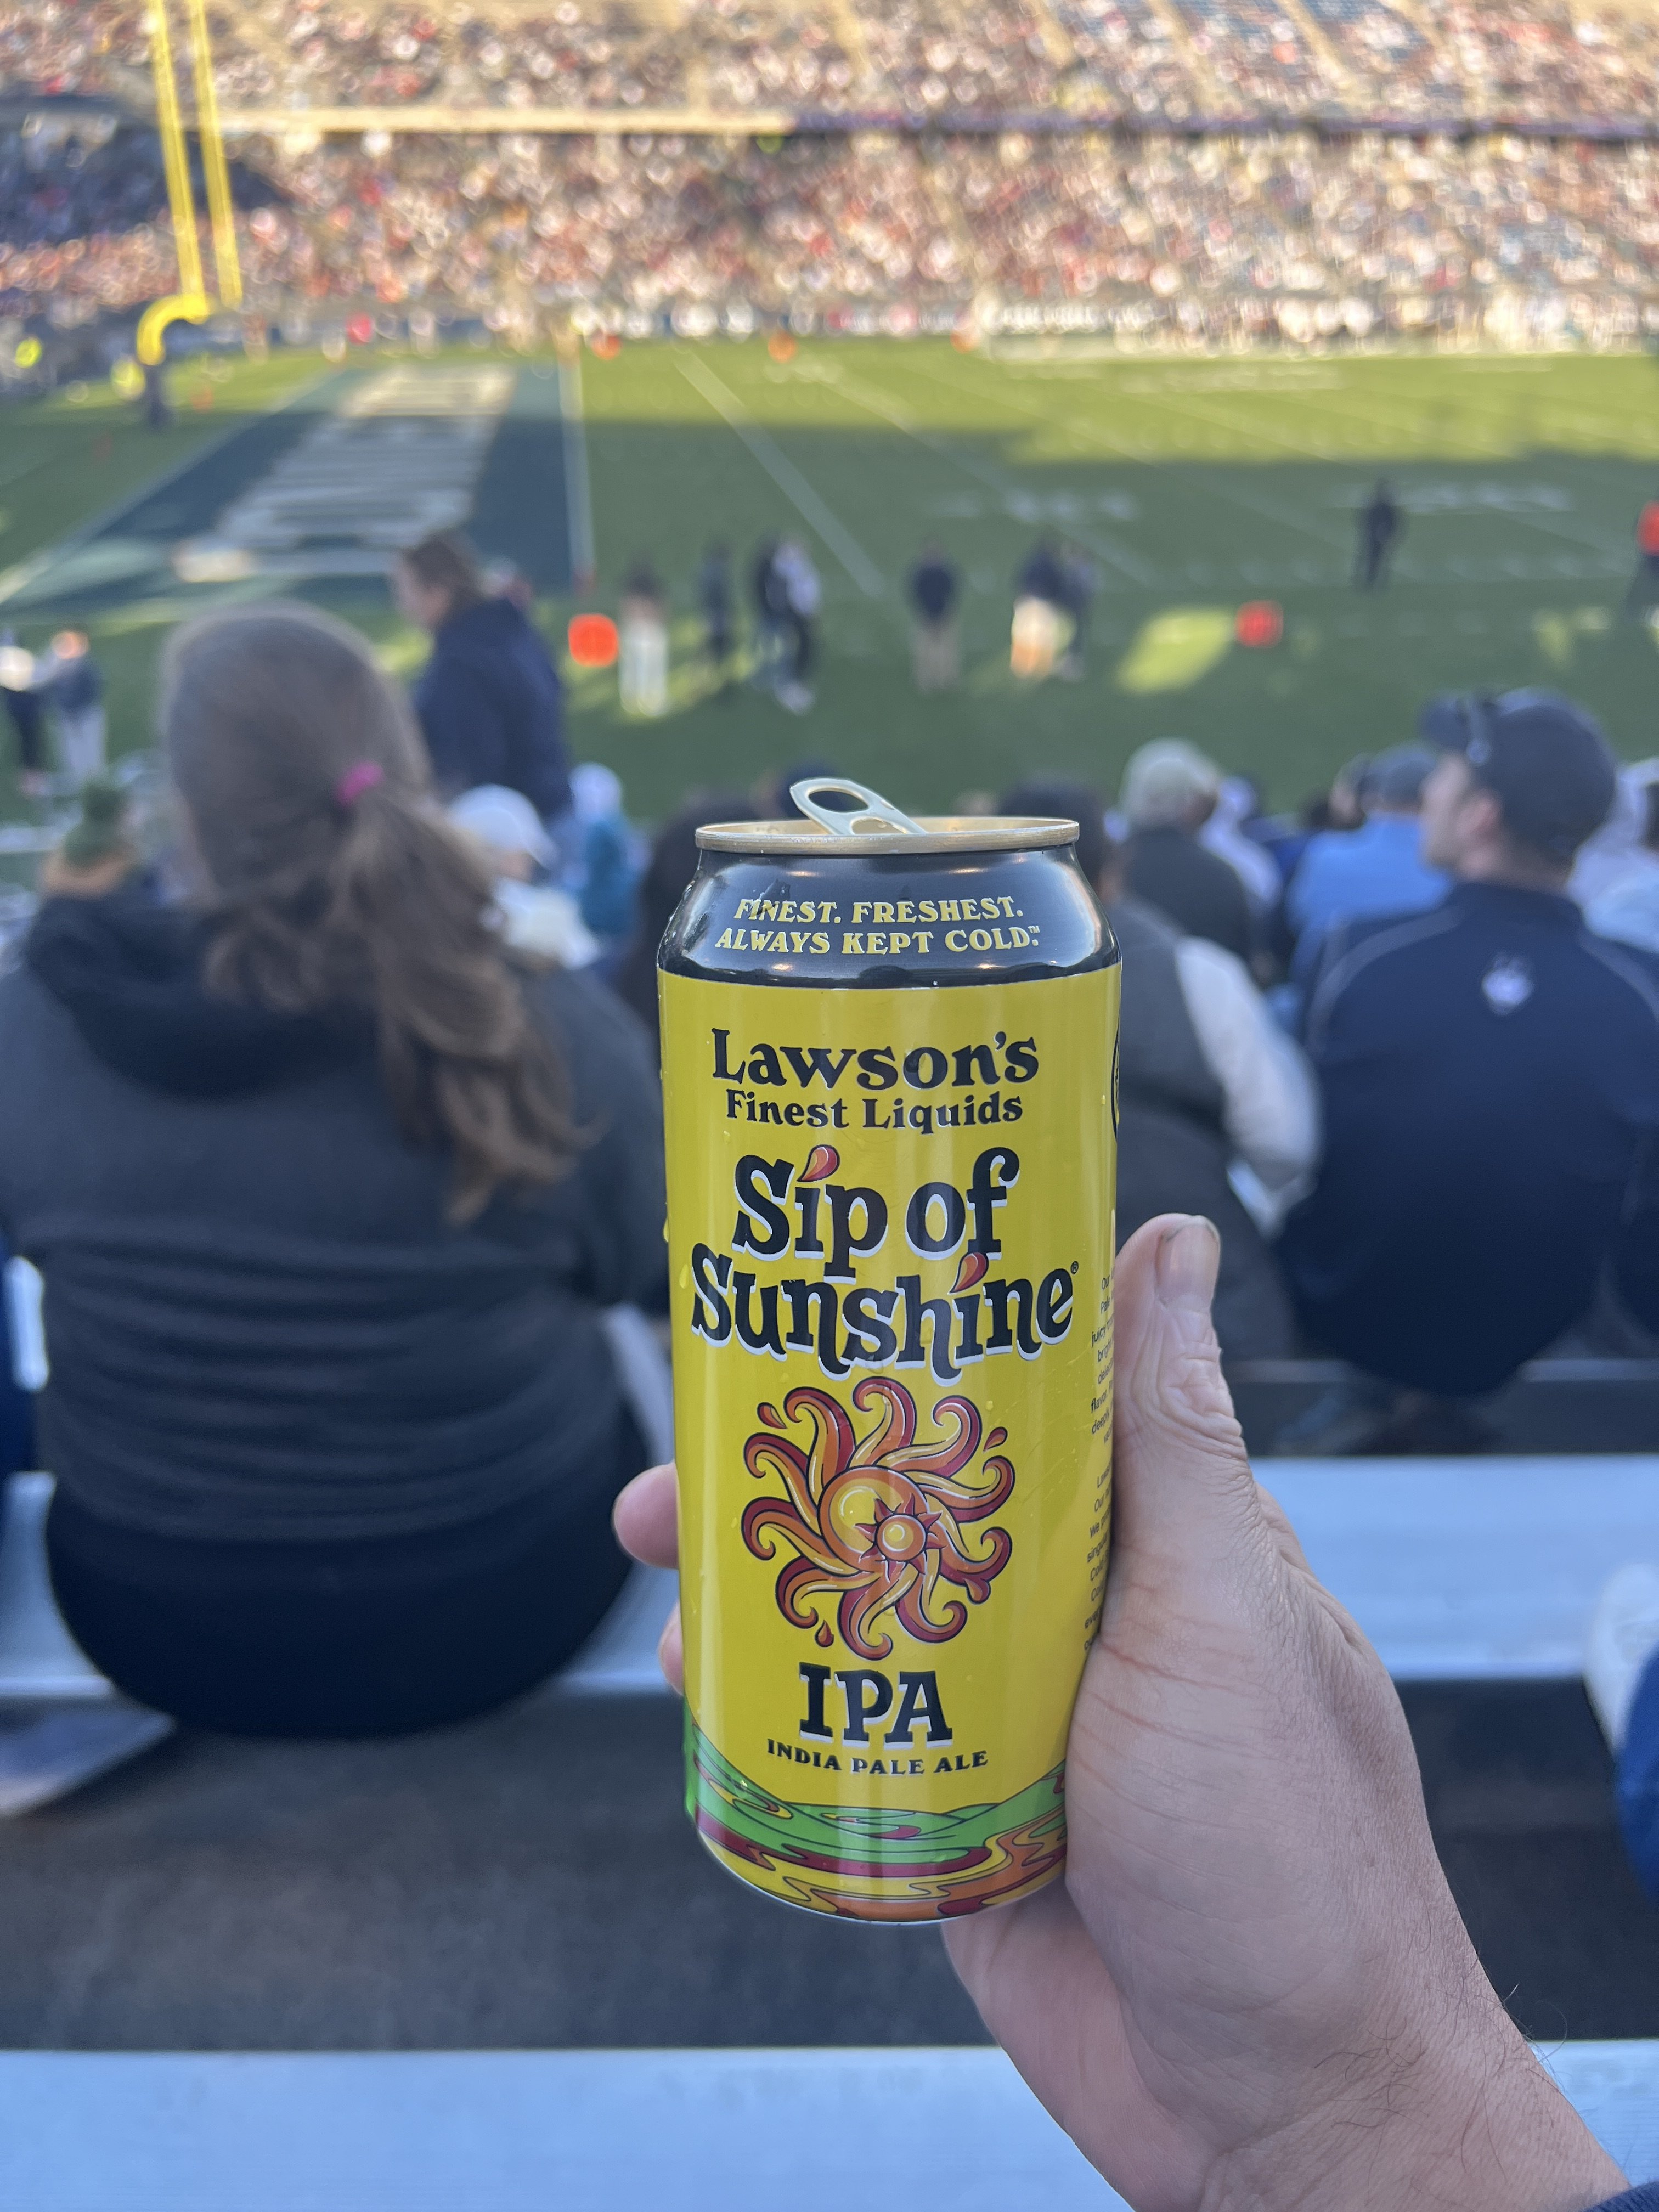 FINEST. FRESHEST.
ALWAYS KEPT COLD.™
Lawson's
Finest Liquids
Sip of
Sunshine®
IPA
INDIA PALE ALE